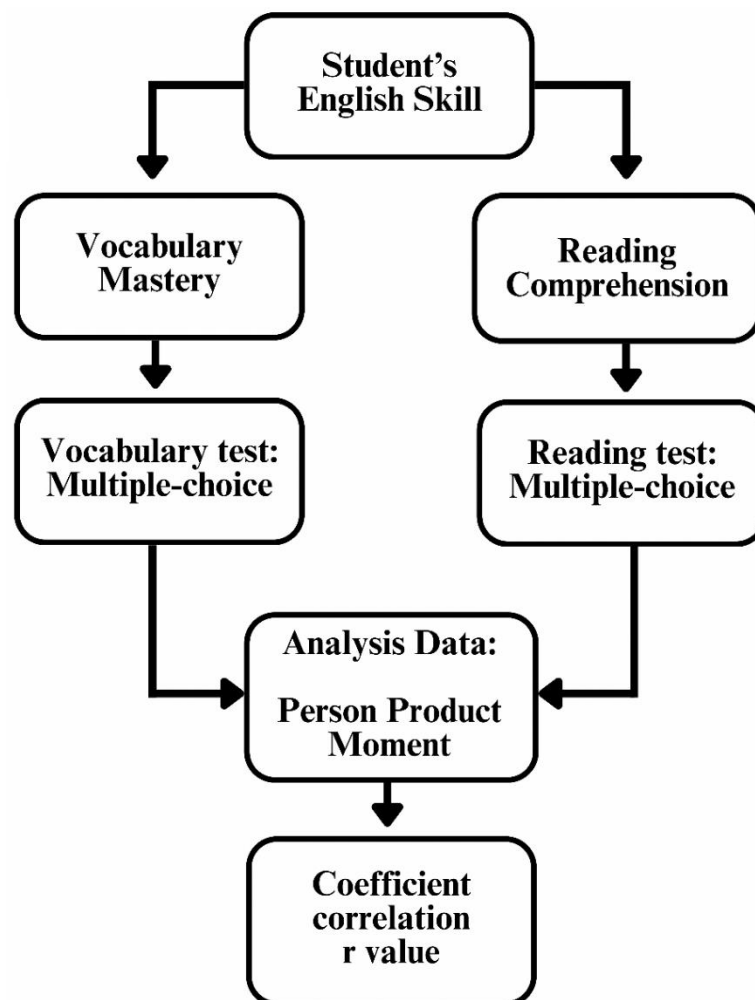 Student's
English Skill
Vocabulary
Mastery
Reading
Comprehension
Vocabulary test:
Multiple-choice
Reading test:
Multiple-choice
Analysis Data:
Person Product
Moment
Coefficient
correlation
r value